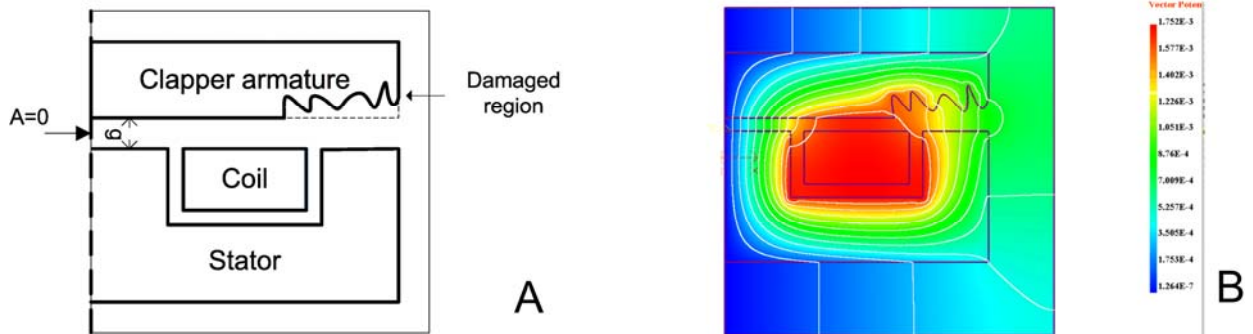 Clapper armature
Damaged
region
A=0
g
Coil
Stator
A
Vector Poten
1.752E-3
1.577E-3
1.402E-3
1.226E-3
1.051E-3
8.76E-4
7.009E-4
5.257E-4
3.505E-4
1.753E-4
1.264E-7
B